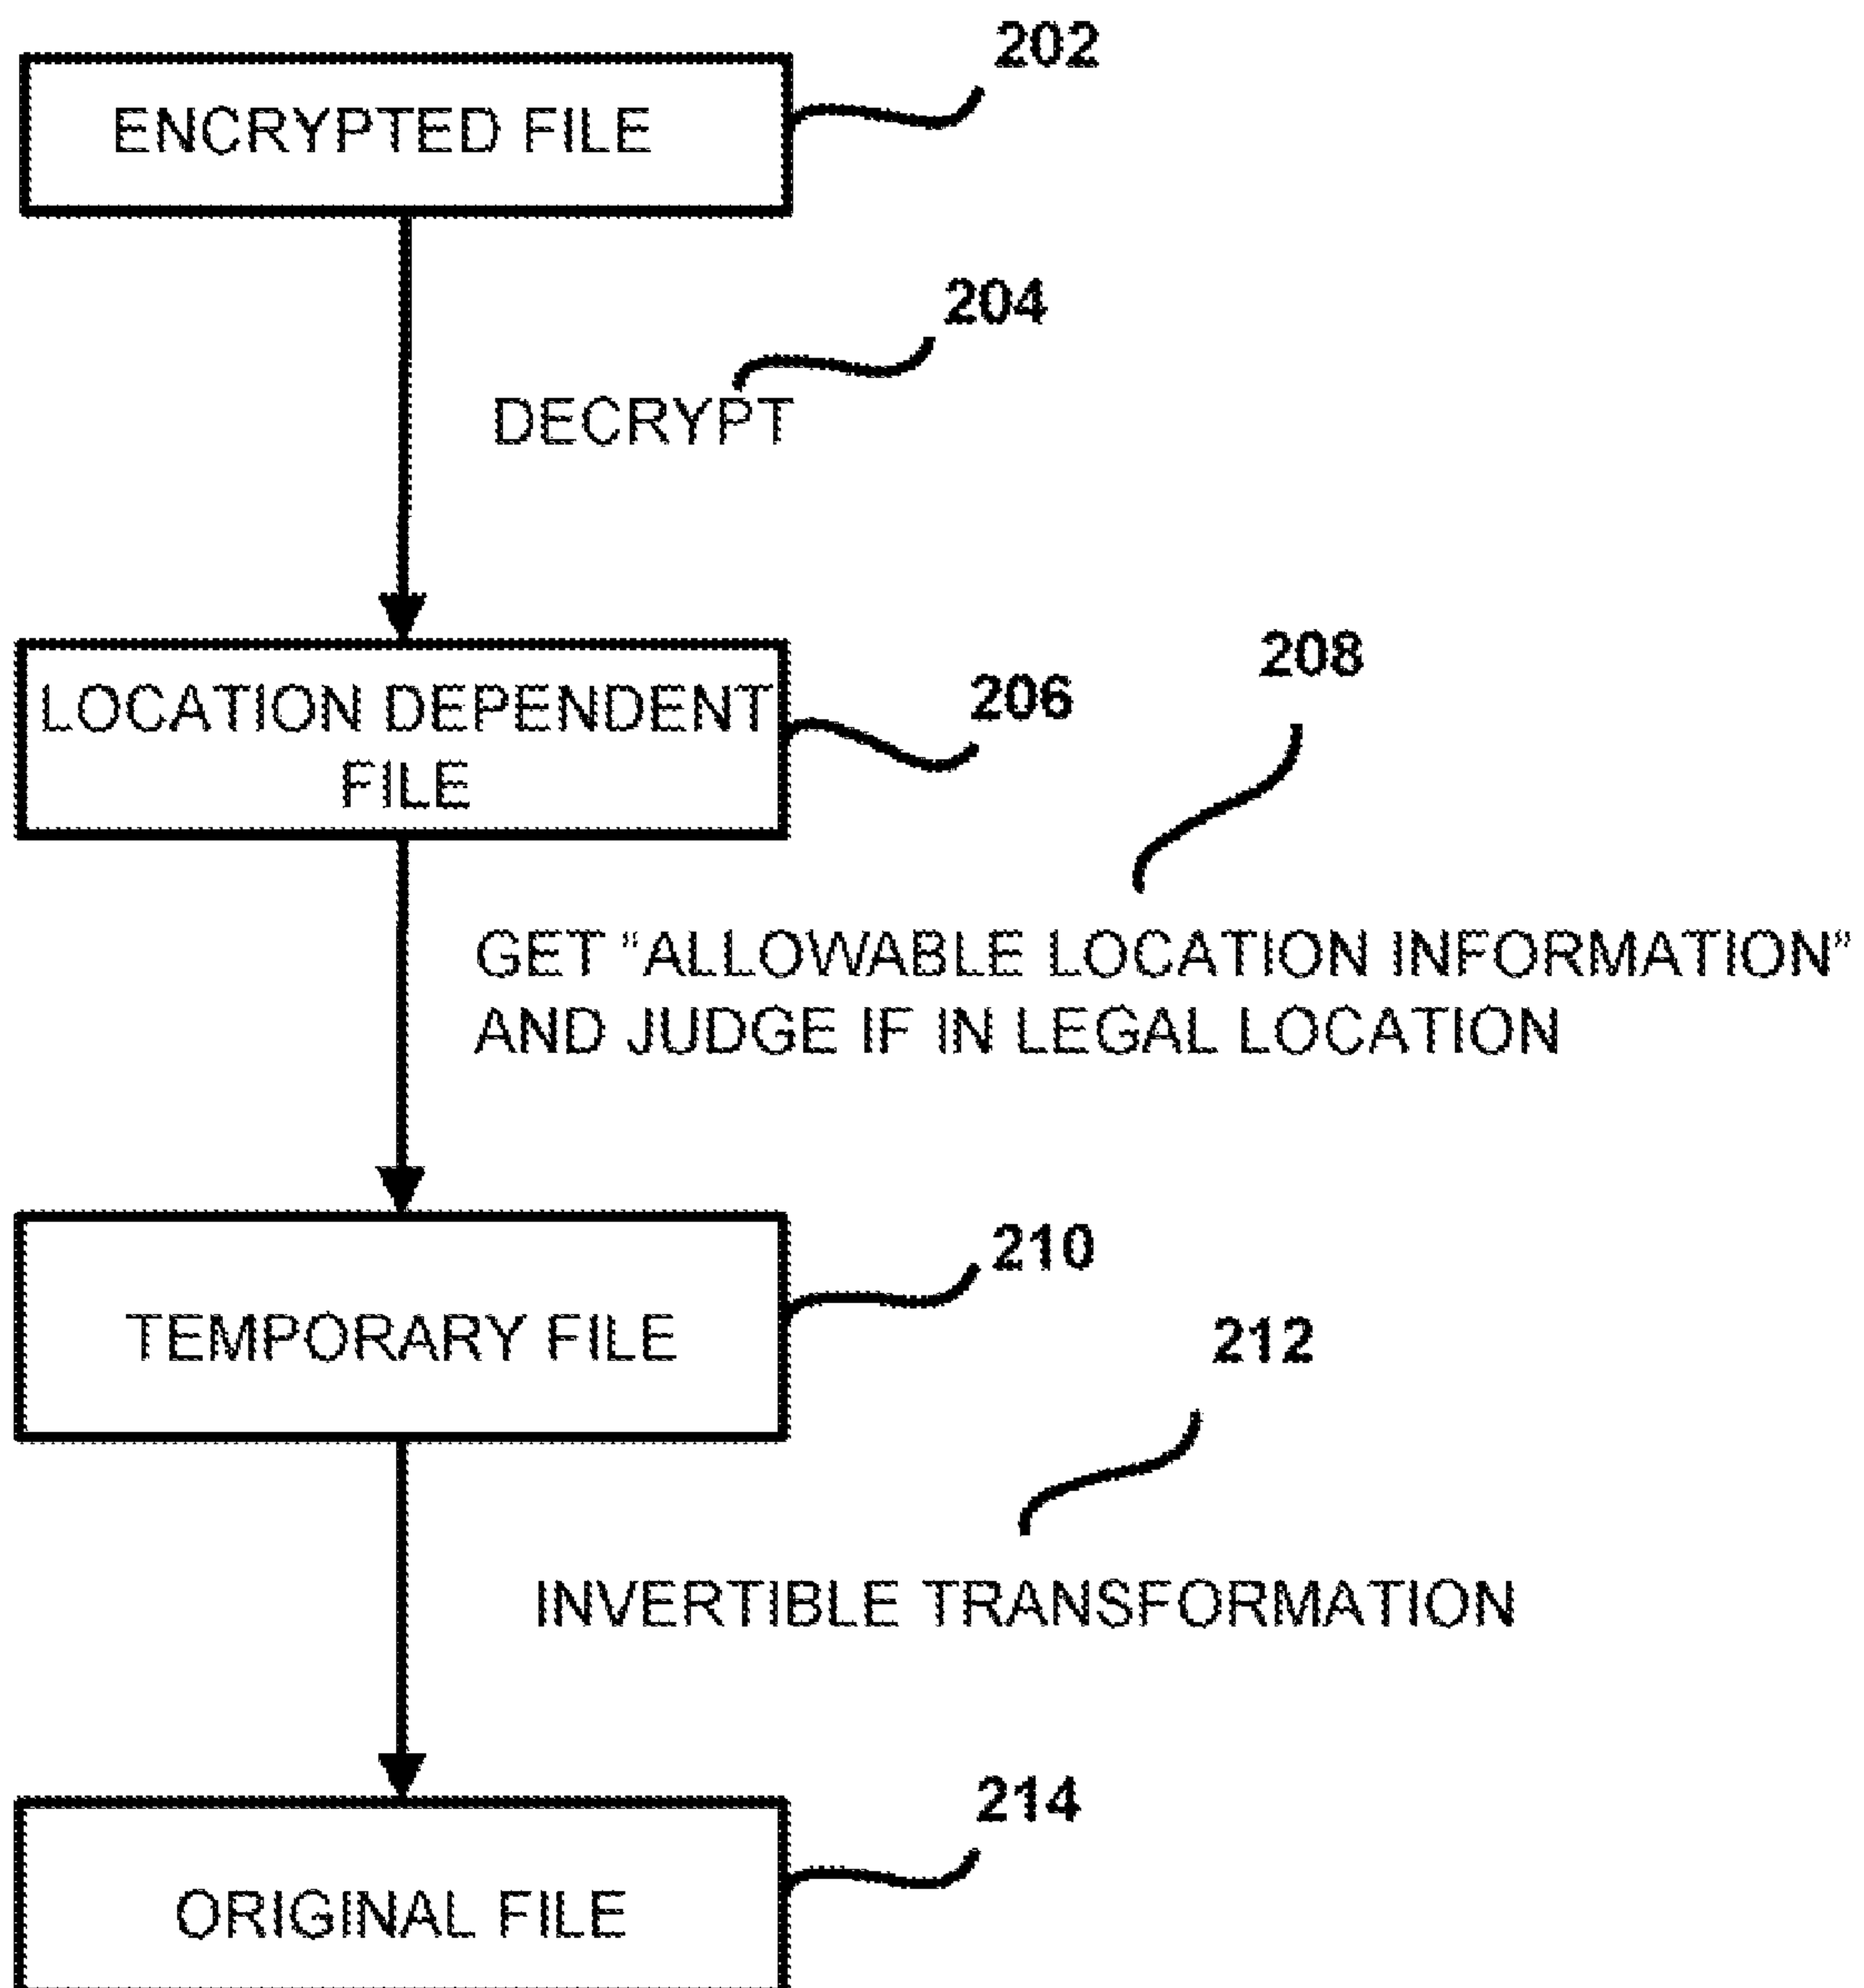 202
ENCRYPTED FILE
204
DECRYPT
208
206
LOCATION DEPENDENT
FILE
GET “ALLOWABLE LOCATION INFORMATION”
AND JUDGE IF IN LEGAL LOCATION
210
TEMPORARY FILE
212
INVERTIBLE TRANSFORMATION
214
ORIGINAL FILE